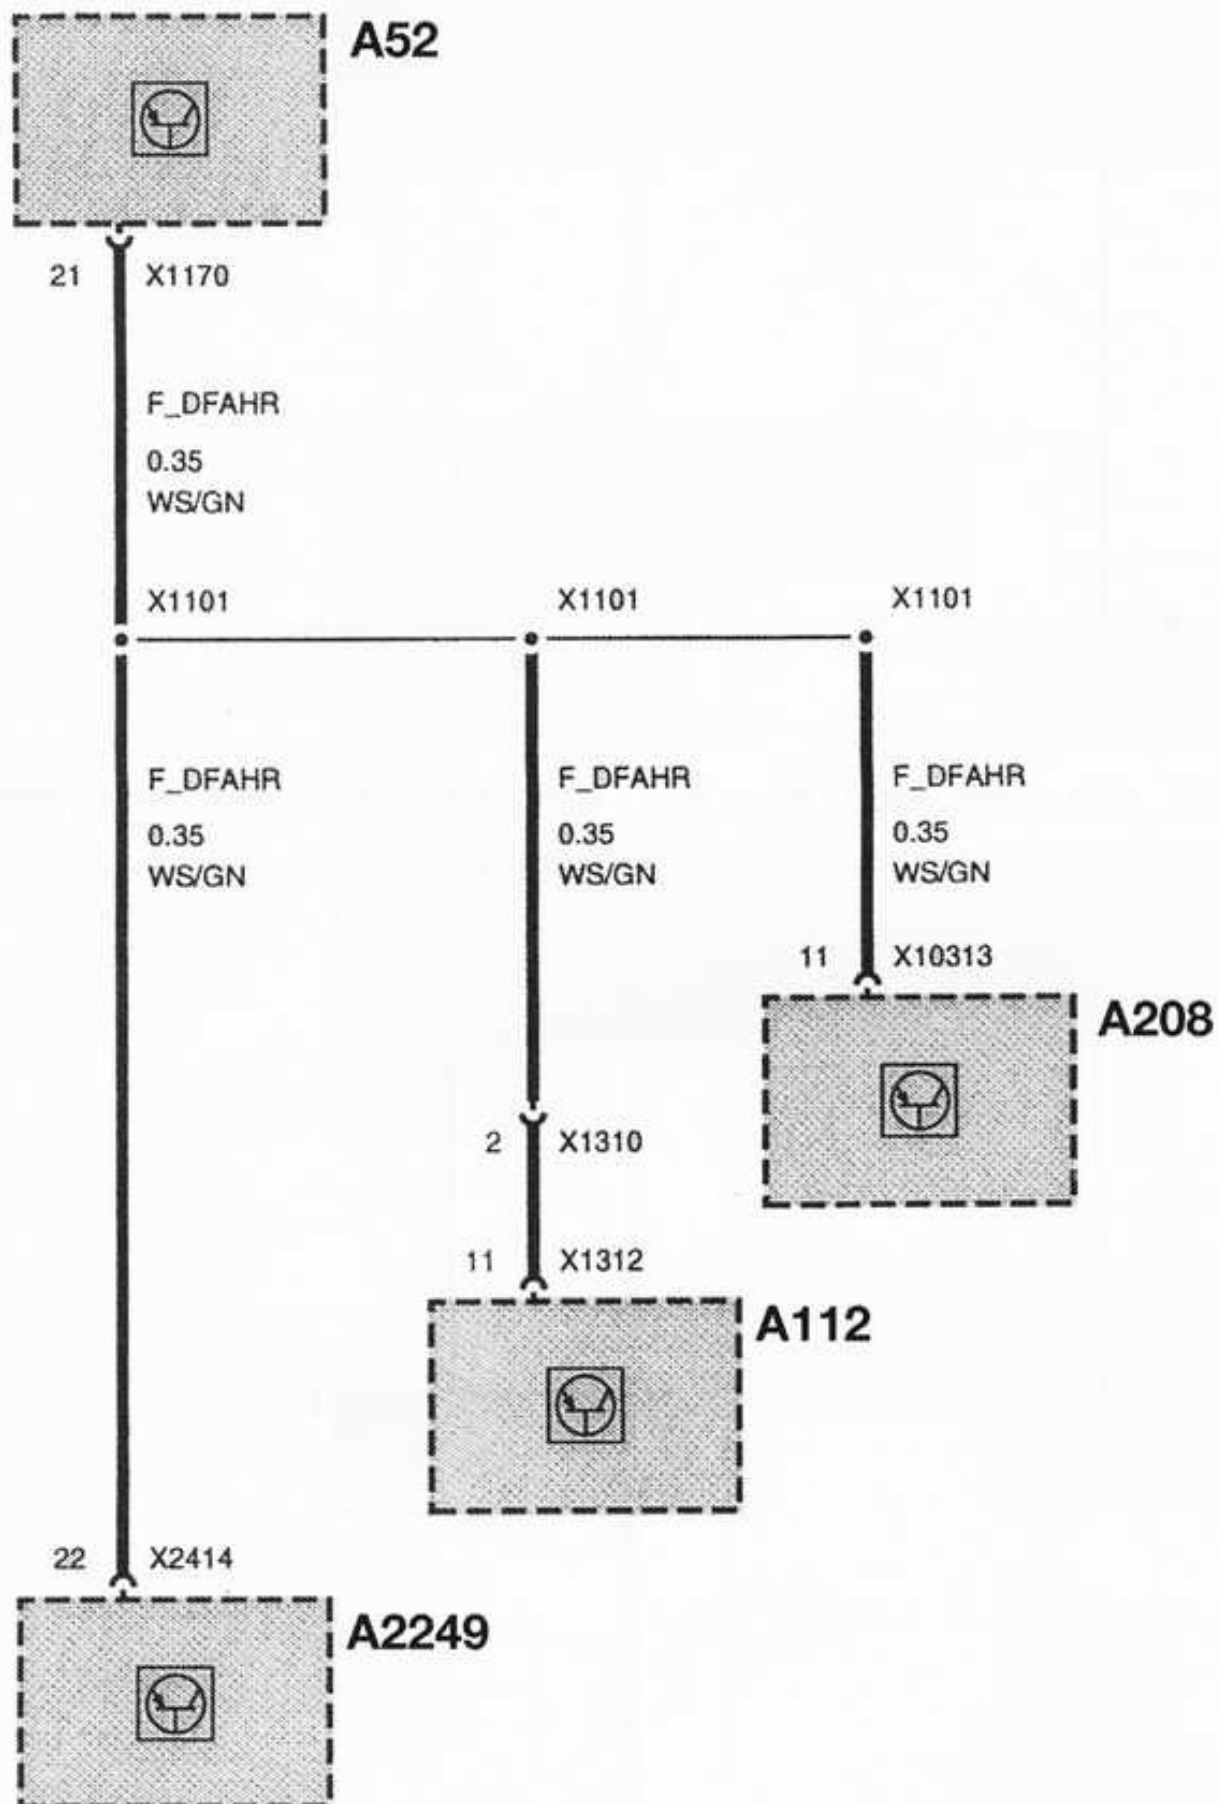 A52
21 X1170
F_DFAHR
0.35
WS/GN
X1101 X1101 X1101
F_DFAHR F_DFAHR F_DFAHR
0.35 0.35 0.35
WS/GN WS/GN WS/GN
11 X10313
A208
2 X1310
11 X1312
A112
22 X2414
A2249